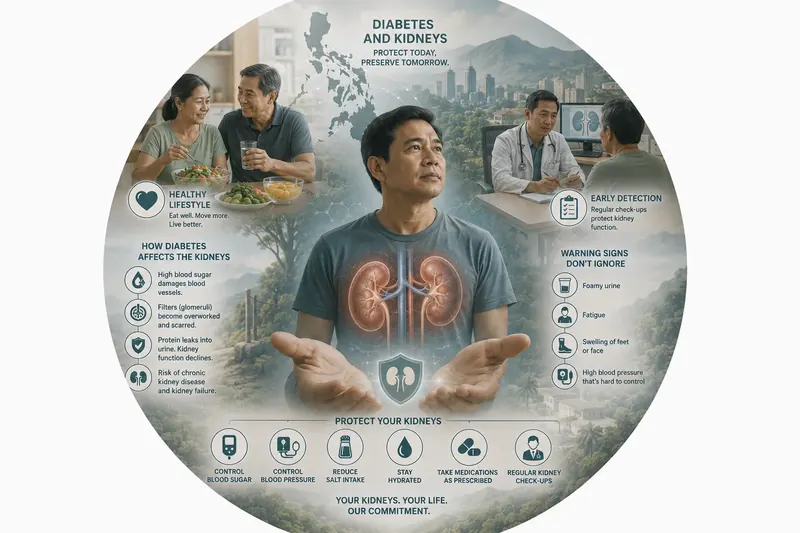 DIABETES
AND KIDNEYS
PROTECT TODAY,
PRESERVE TOMORROW.
HEALTHY
LIFESTYLE
Eat well. Move more.
Live better.
EARLY DETECTION
Regular check-ups
protect kidney
function.
HOW DIABETES
AFFECTS THE KIDNEYS
High blood sugar
damages blood
vessels.
Filters (glomeruli)
become overworked
and scarred.
Protein leaks into
urine. Kidney
function declines.
Risk of chronic
kidney disease
and kidney failure.
WARNING SIGNS
DON'T IGNORE
Foamy urine
Fatigue
Swelling of feet
or face
High blood pressure
that's hard to control
PROTECT YOUR KIDNEYS
CONTROL
BLOOD SUGAR
CONTROL
BLOOD PRESSURE
REDUCE
SALT INTAKE
STAY
HYDRATED
TAKE MEDICATIONS
AS PRESCRIBED
REGULAR KIDNEY
CHECK-UPS
YOUR KIDNEYS. YOUR LIFE.
OUR COMMITMENT.